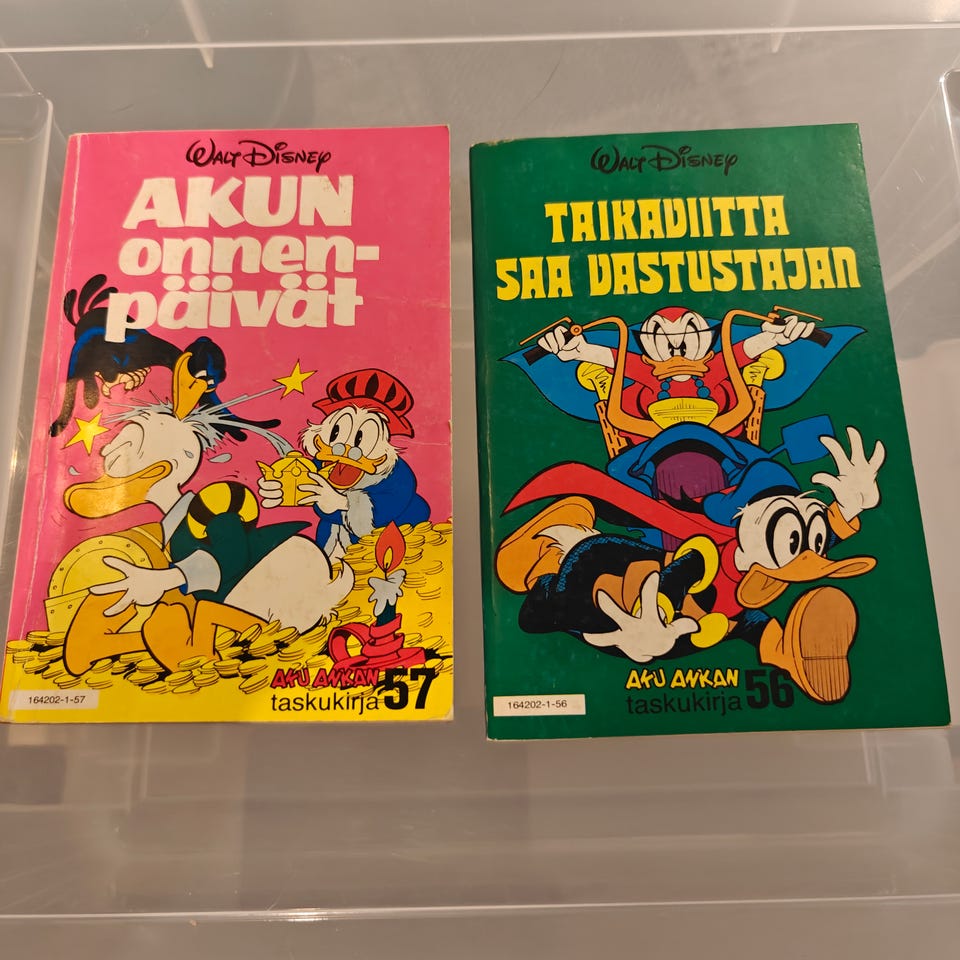 Walt Disney
AKUN
onnen-
päivät
AKU ANKAN
taskukirja 57
164202-1-57
Walt Disney
TAIKAVIITTA
SAA VASTUSTAJAN
AKU ANKAN
taskukirja 56
164202-1-56